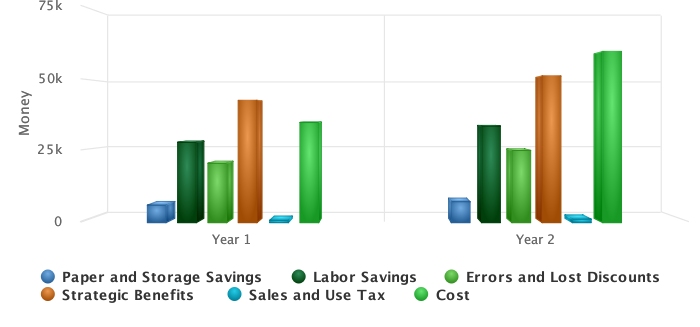 75k
50k
25k
0
Money
Year 1 Year 2
Paper and Storage Savings Labor Savings Errors and Lost Discounts
Strategic Benefits Sales and Use Tax Cost